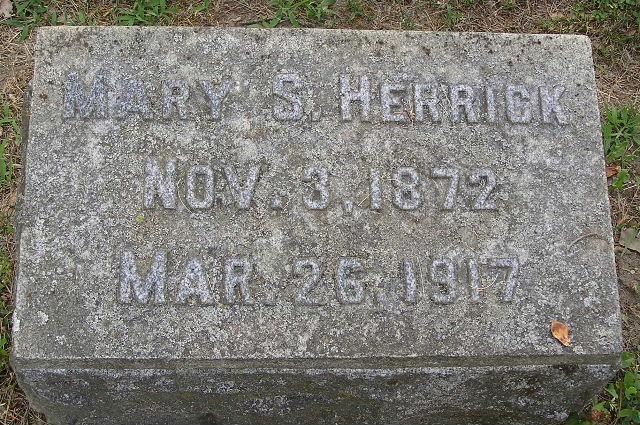 Mary S. Herrick
Nov. 3, 1872
Mar. 26, 1917